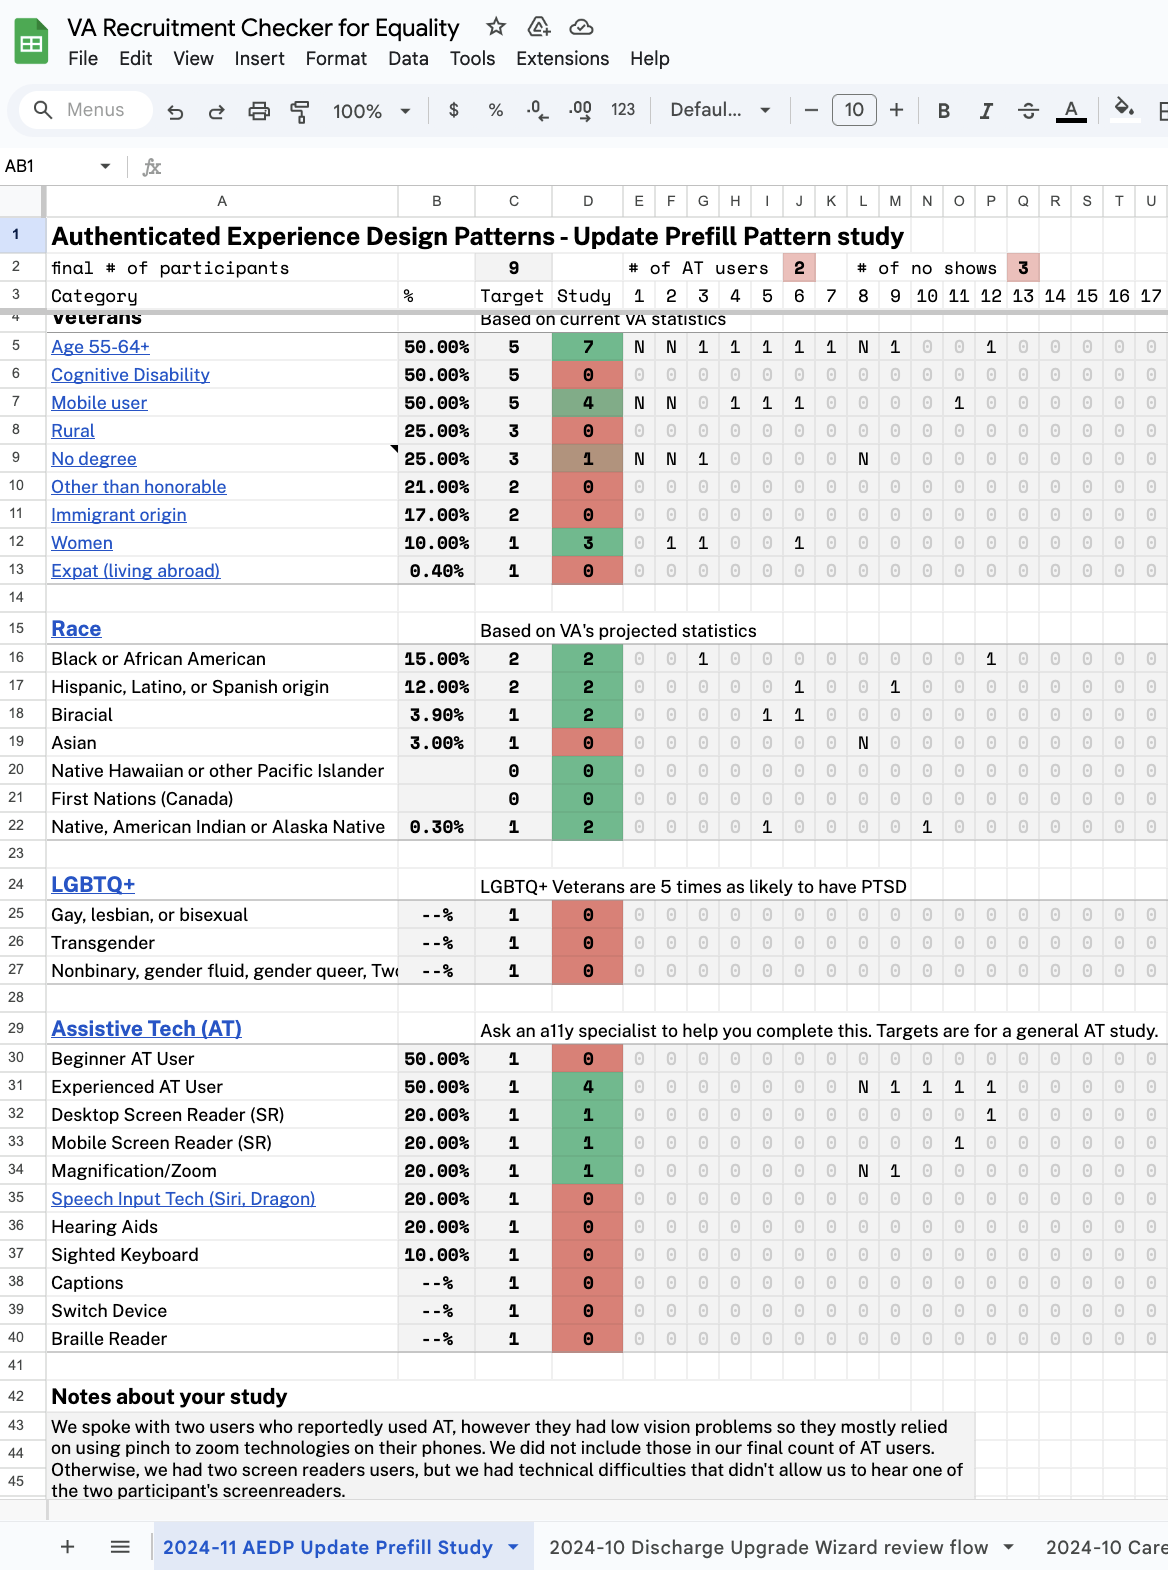 VA Recruitment Checker for Equality
File Edit View Insert Format Data Tools Extensions Help
Menus 100% $ % .0 .00 123 Defaul... 10 B I A
AB1 fx
A B C D E F G H I J K L M N O P Q R S T U
1 Authenticated Experience Design Patterns - Update Prefill Pattern study
2 final # of participants 9 # of AT users 2 # of no shows 3
3 Category % Target Study 1 2 3 4 5 6 7 8 9 10 11 12 13 14 15 16 17
4 Veterans Based on current VA statistics
5 Age 55-64+ 50.00% 5 7 N N 1 1 1 1 1 N 1 0 0 1 0 0 0 0 0
6 Cognitive Disability 50.00% 5 0 0 0 0 0 0 0 0 0 0 0 0 0 0 0 0 0 0
7 Mobile user 50.00% 5 4 N N 0 1 1 1 0 0 0 0 1 0 0 0 0 0 0
8 Rural 25.00% 3 0 0 0 0 0 0 0 0 0 0 0 0 0 0 0 0 0 0
9 No degree 25.00% 3 1 N N 1 0 0 0 0 N 0 0 0 0 0 0 0 0 0
10 Other than honorable 21.00% 2 0 0 0 0 0 0 0 0 0 0 0 0 0 0 0 0 0 0
11 Immigrant origin 17.00% 2 0 0 0 0 0 0 0 0 0 0 0 0 0 0 0 0 0 0
12 Women 10.00% 1 3 0 1 1 0 0 1 0 0 0 0 0 0 0 0 0 0 0
13 Expat (living abroad) 0.40% 1 0 0 0 0 0 0 0 0 0 0 0 0 0 0 0 0 0 0
14
15 Race Based on VA's projected statistics
16 Black or African American 15.00% 2 2 0 0 1 0 0 0 0 0 0 0 0 1 0 0 0 0 0
17 Hispanic, Latino, or Spanish origin 12.00% 2 2 0 0 0 0 0 1 0 0 1 0 0 0 0 0 0 0 0
18 Biracial 3.90% 1 2 0 0 0 0 1 1 0 0 0 0 0 0 0 0 0 0 0
19 Asian 3.00% 1 0 0 0 0 0 0 0 0 N 0 0 0 0 0 0 0 0 0
20 Native Hawaiian or other Pacific Islander 0 0 0 0 0 0 0 0 0 0 0 0 0 0 0 0 0 0 0
21 First Nations (Canada) 0 0 0 0 0 0 0 0 0 0 0 0 0 0 0 0 0 0 0
22 Native, American Indian or Alaska Native 0.30% 1 2 0 0 0 0 1 0 0 0 0 1 0 0 0 0 0 0 0
23
24 LGBTQ+ LGBTQ+ Veterans are 5 times as likely to have PTSD
25 Gay, lesbian, or bisexual --% 1 0 0 0 0 0 0 0 0 0 0 0 0 0 0 0 0 0 0
26 Transgender --% 1 0 0 0 0 0 0 0 0 0 0 0 0 0 0 0 0 0 0
27 Nonbinary, gender fluid, gender queer, Two --% 1 0 0 0 0 0 0 0 0 0 0 0 0 0 0 0 0 0 0
28
29 Assistive Tech (AT) Ask an a11y specialist to help you complete this. Targets are for a general AT study.
30 Beginner AT User 50.00% 1 0 0 0 0 0 0 0 0 0 0 0 0 0 0 0 0 0 0
31 Experienced AT User 50.00% 1 4 0 0 0 0 0 0 0 N 1 1 1 1 0 0 0 0 0
32 Desktop Screen Reader (SR) 20.00% 1 1 0 0 0 0 0 0 0 0 0 0 0 1 0 0 0 0 0
33 Mobile Screen Reader (SR) 20.00% 1 1 0 0 0 0 0 0 0 0 0 0 1 0 0 0 0 0 0
34 Magnification/Zoom 20.00% 1 1 0 0 0 0 0 0 0 N 1 0 0 0 0 0 0 0 0
35 Speech Input Tech (Siri, Dragon) 20.00% 1 0 0 0 0 0 0 0 0 0 0 0 0 0 0 0 0 0 0
36 Hearing Aids 20.00% 1 0 0 0 0 0 0 0 0 0 0 0 0 0 0 0 0 0 0
37 Sighted Keyboard 10.00% 1 0 0 0 0 0 0 0 0 0 0 0 0 0 0 0 0 0 0
38 Captions --% 1 0 0 0 0 0 0 0 0 0 0 0 0 0 0 0 0 0 0
39 Switch Device --% 1 0 0 0 0 0 0 0 0 0 0 0 0 0 0 0 0 0 0
40 Braille Reader --% 1 0 0 0 0 0 0 0 0 0 0 0 0 0 0 0 0 0 0
41
42 Notes about your study
43 We spoke with two users who reportedly used AT, however they had low vision problems so they mostly relied
44 on using pinch to zoom technologies on their phones. We did not include those in our final count of AT users.
45 Otherwise, we had two screen readers users, but we had technical difficulties that didn't allow us to hear one of
the two participant's screenreaders.
2024-11 AEDP Update Prefill Study 2024-10 Discharge Upgrade Wizard review flow 2024-10 Care